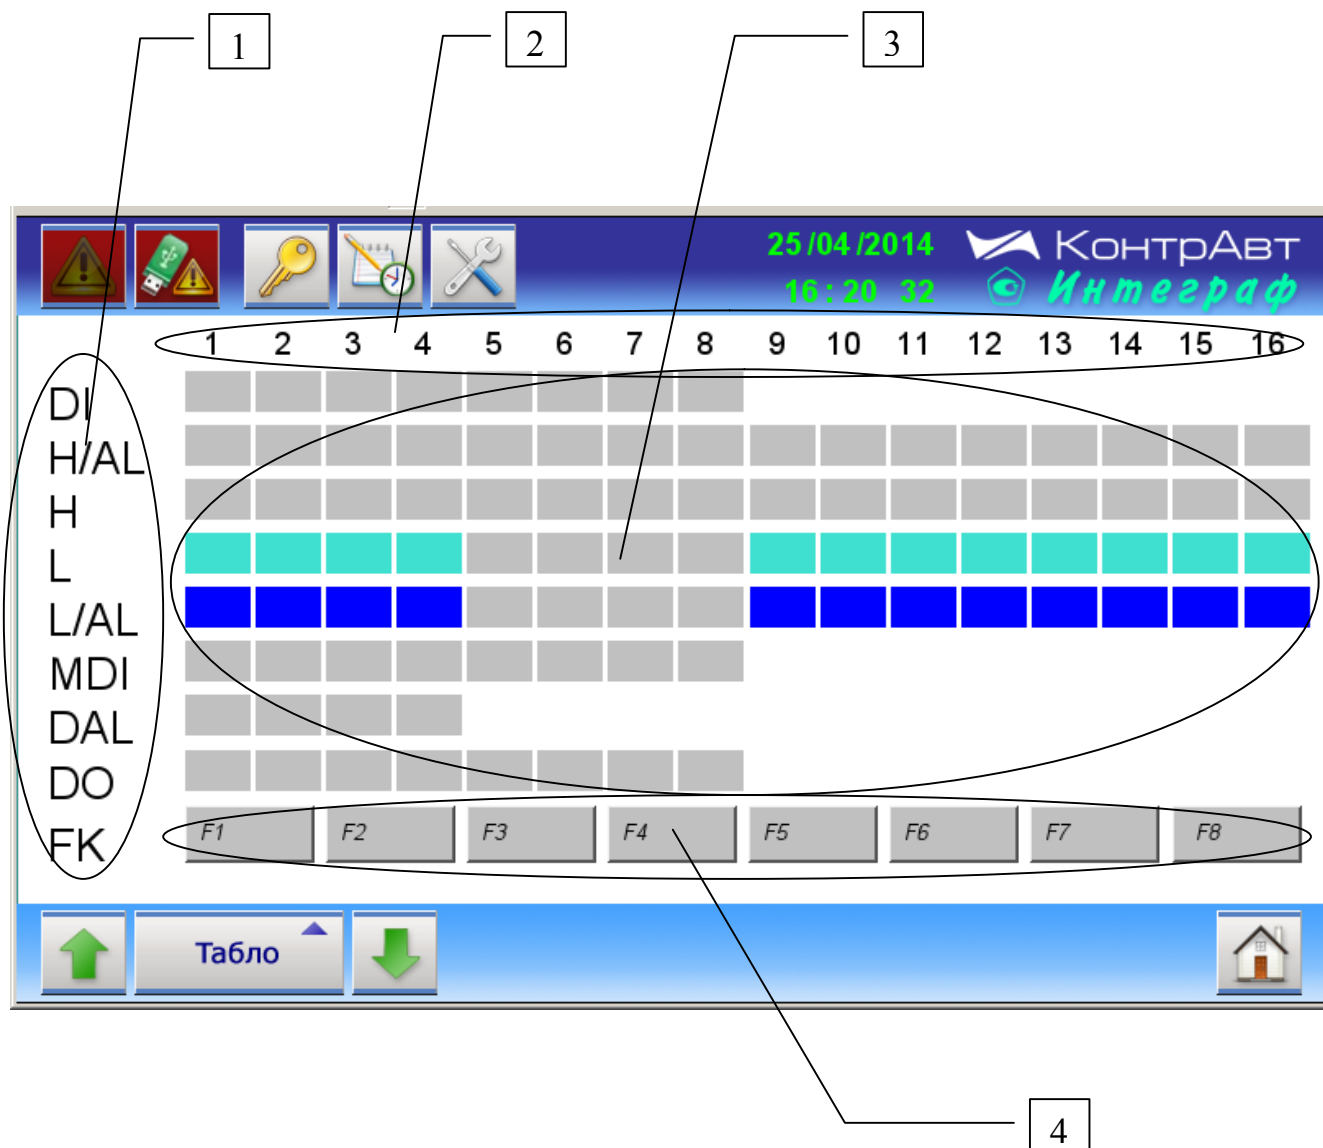 1 2 3
25/04/2014 КонтрАвт
16:20 32 Интеграф
1 2 3 4 5 6 7 8 9 10 11 12 13 14 15 16
DI
H/AL
H
L
L/AL
MDI
DAL
DO
FK F1 F2 F3 F4 F5 F6 F7 F8
Табло
4